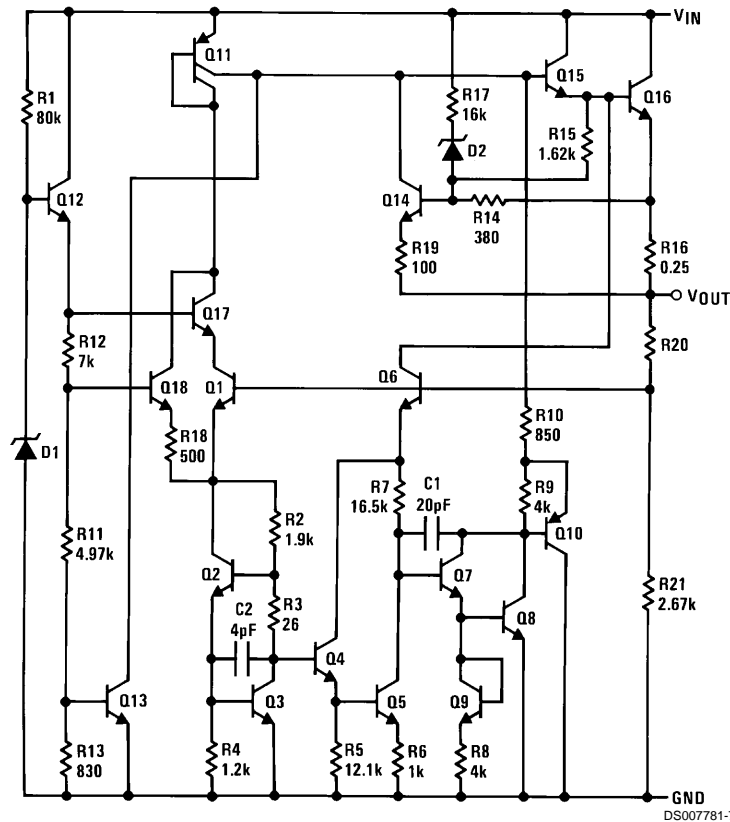 VIN
Q11
Q15
Q16
R1
80k
R17
16k
R15
1.62k
D2
Q12
Q14
R14
380
R19
100
R16
0.25
VOUT
Q17
R12
7k
R20
Q18
Q1
Q6
D1
R18
500
R10
850
R7
16.5k
C1
20pF
R9
4k
Q10
R2
1.9k
R11
4.97k
Q2
Q7
R3
26
C2
4pF
Q8
R21
2.67k
Q4
Q13
Q3
Q5
Q9
R13
830
R4
1.2k
R5
12.1k
R6
1k
R8
4k
GND